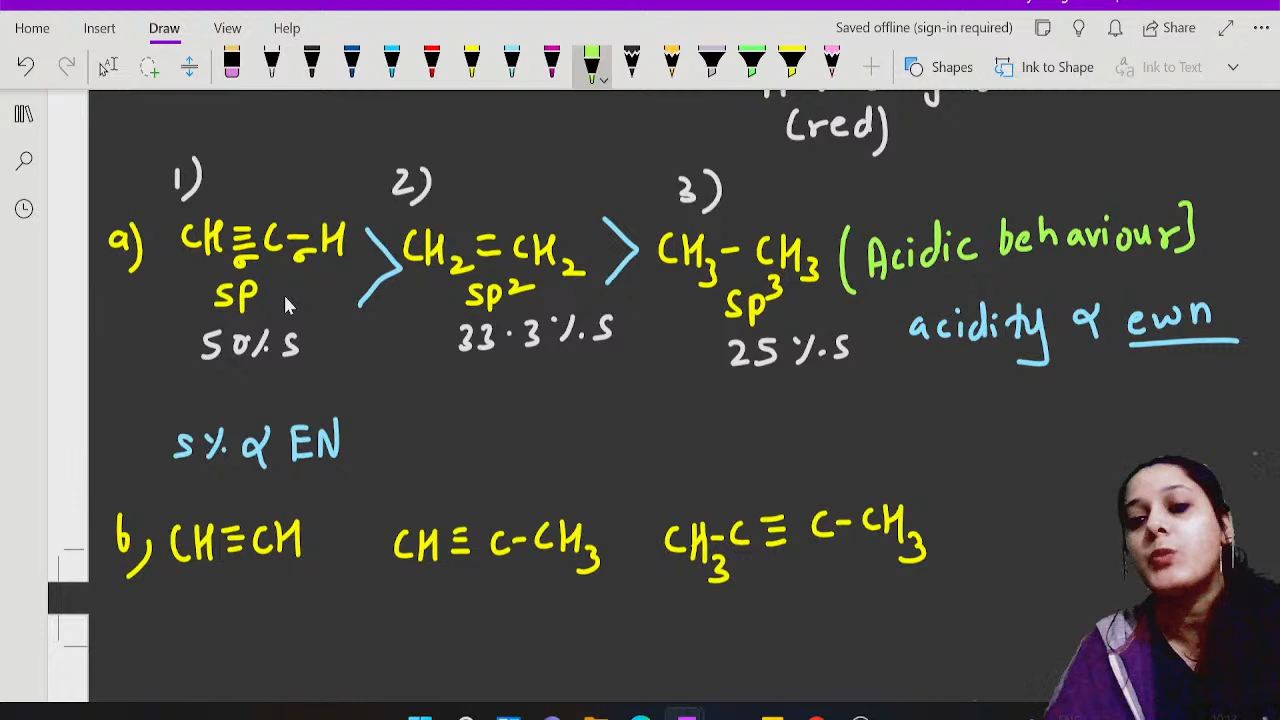 Home Insert Draw View Help Saved offline (sign-in required) Share
Shapes Ink to Shape Ink to Text
(red)
1) 2) 3)
a) CH≡C-H > CH2=CH2 > CH3-CH3 (Acidic behaviour]
sp sp2 sp3
50% s 33.3%.s 25%.s
acidity ∝ ewn
s% ∝ EN
b, CH≡CH CH≡C-CH3 CH3-C≡C-CH3